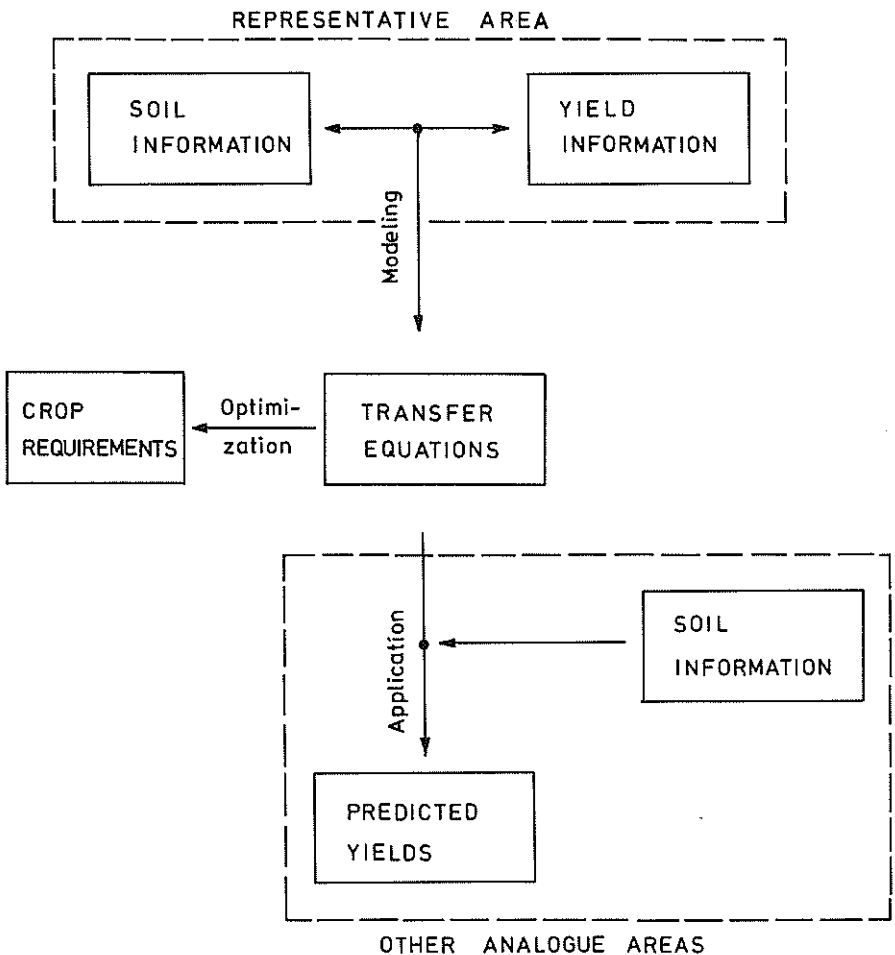 REPRESENTATIVE AREA
SOIL
INFORMATION
YIELD
INFORMATION
Modeling
CROP
REQUIREMENTS
Optimi-
zation
TRANSFER
EQUATIONS
Application
SOIL
INFORMATION
PREDICTED
YIELDS
OTHER ANALOGUE AREAS